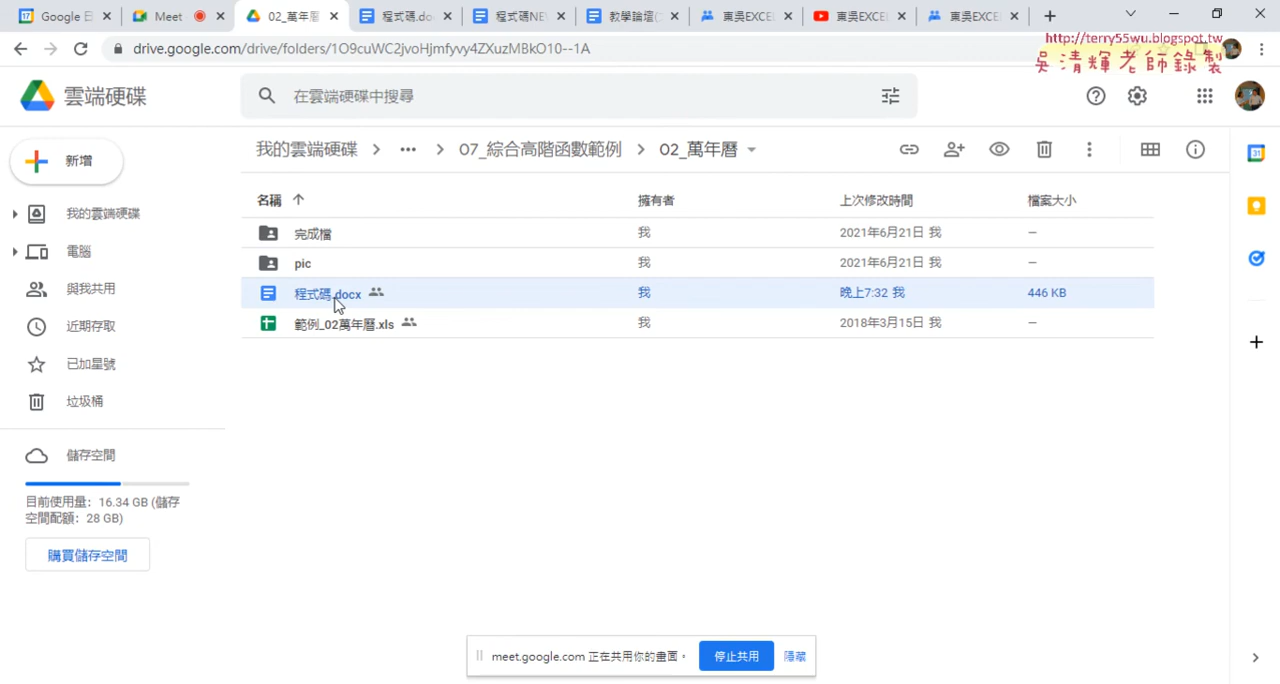 Google 日
Meet
02_萬年曆
程式碼.do
程式碼NE
教學論壇(
東吳EXCE
東吳EXCE
東吳EXCE
drive.google.com/drive/folders/1O9cuWC2jvoHjmfyvy4ZXuzMBkO10--1A
http://terry55wu.blogspot.tw
吳清輝老師錄製
雲端硬碟
在雲端硬碟中搜尋
新增
我的雲端硬碟
電腦
與我共用
近期存取
已加星號
垃圾桶
儲存空間
目前使用量：16.34 GB (儲存
空間配額：28 GB)
購買儲存空間
我的雲端硬碟 > ••• > 07_綜合高階函數範例 > 02_萬年曆
名稱 擁有者 上次修改時間 檔案大小
完成檔 我 2021年6月21日 我 –
pic 我 2021年6月21日 我 –
程式碼.docx 我 晚上7:32 我 446 KB
範例_02萬年曆.xls 我 2018年3月15日 我 –
meet.google.com 正在共用你的畫面。 停止共用 隱藏